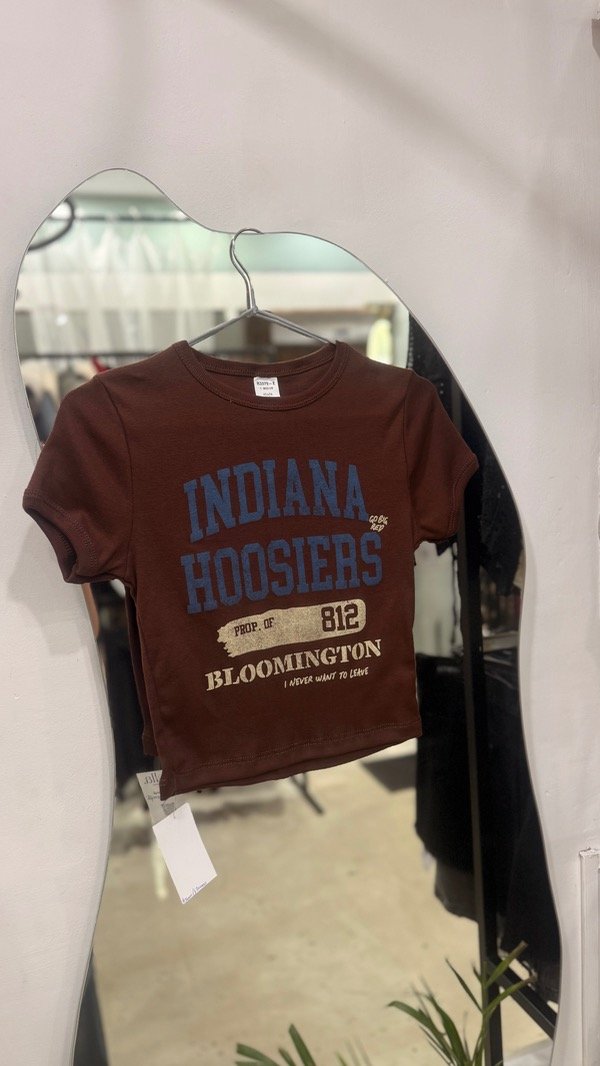 INDIANA
GO BIG
RED
HOOSIERS
PROP. OF 812
BLOOMINGTON
I NEVER WANT TO LEAVE